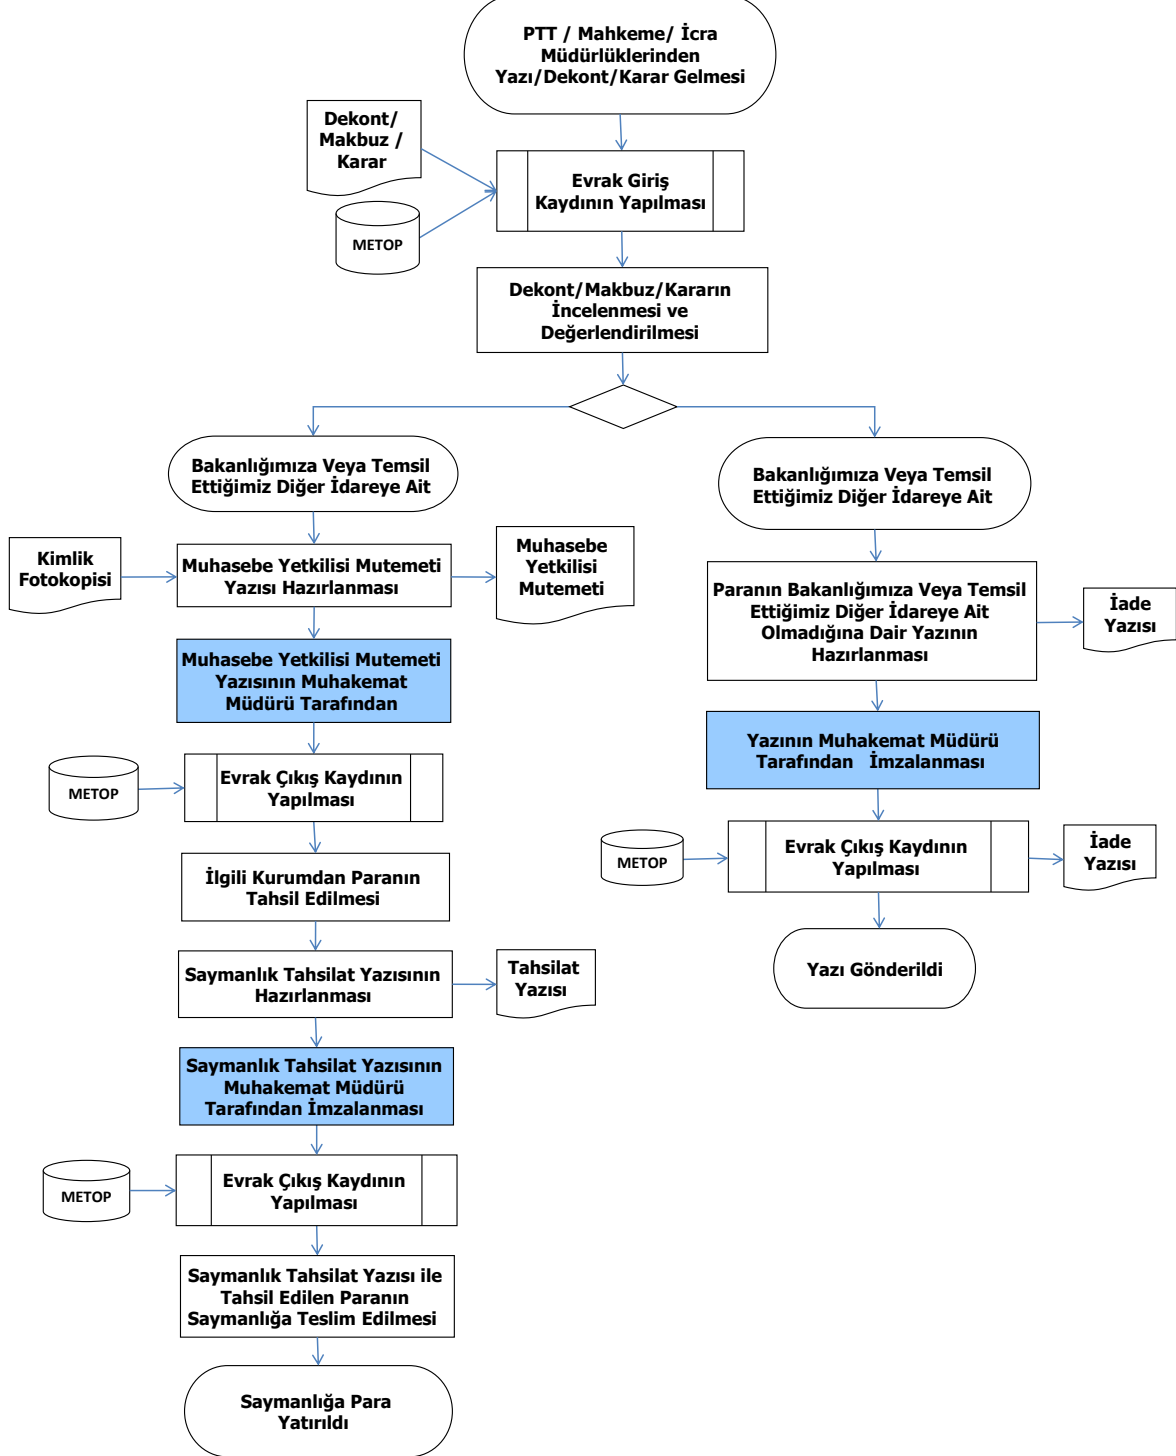 PTT / Mahkeme/ İcra
Müdürlüklerinden
Yazı/Dekont/Karar Gelmesi
Dekont/
Makbuz /
Karar
METOP
Evrak Giriş
Kaydının Yapılması
Dekont/Makbuz/Kararın
İncelenmesi ve
Değerlendirilmesi
Bakanlığımıza Veya Temsil
Ettiğimiz Diğer İdareye Ait
Kimlik
Fotokopisi
Muhasebe Yetkilisi Mutemeti
Yazısı Hazırlanması
Muhasebe
Yetkilisi
Mutemeti
Muhasebe Yetkilisi Mutemeti
Yazısının Muhakemat
Müdürü Tarafından
METOP
Evrak Çıkış Kaydının
Yapılması
İlgili Kurumdan Paranın
Tahsil Edilmesi
Saymanlık Tahsilat Yazısının
Hazırlanması
Tahsilat
Yazısı
Saymanlık Tahsilat Yazısının
Muhakemat Müdürü
Tarafından İmzalanması
METOP
Evrak Çıkış Kaydının
Yapılması
Saymanlık Tahsilat Yazısı ile
Tahsil Edilen Paranın
Saymanlığa Teslim Edilmesi
Saymanlığa Para
Yatırıldı
Bakanlığımıza Veya Temsil
Ettiğimiz Diğer İdareye Ait
Paranın Bakanlığımıza Veya Temsil
Ettiğimiz Diğer İdareye Ait
Olmadığına Dair Yazının
Hazırlanması
İade
Yazısı
Yazının Muhakemat Müdürü
Tarafından İmzalanması
METOP
Evrak Çıkış Kaydının
Yapılması
İade
Yazısı
Yazı Gönderildi